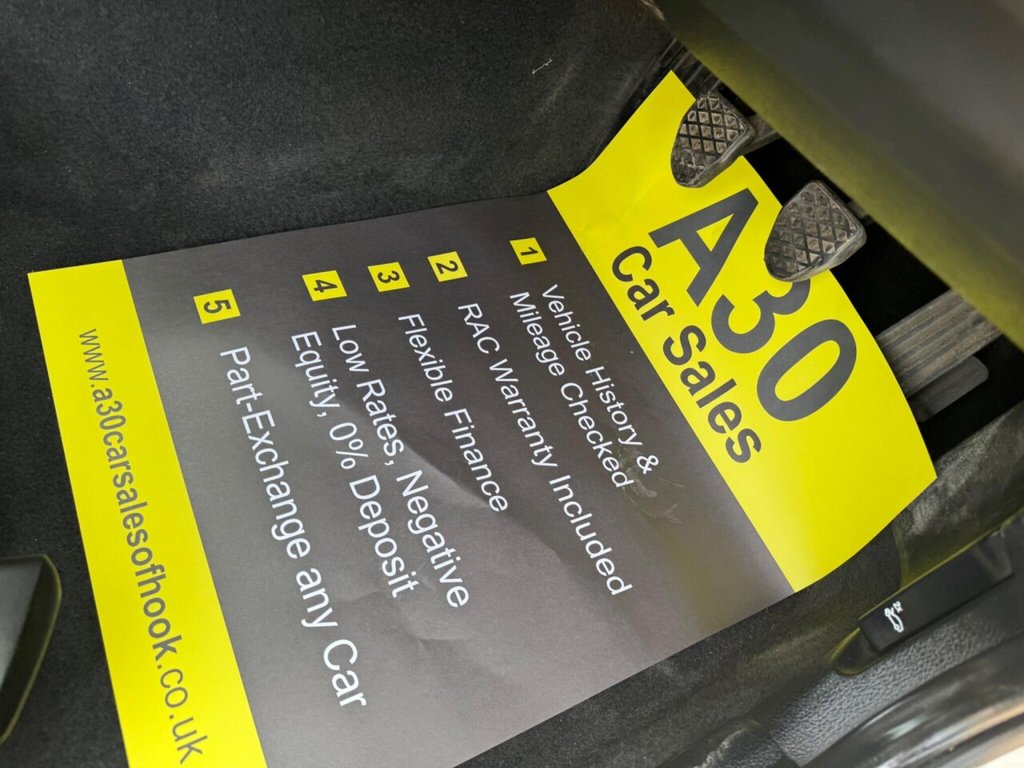 A30
Car Sales
1 Vehicle History &
Mileage Checked
2 RAC Warranty Included
3 Flexible Finance
4 Low Rates, Negative
Equity, 0% Deposit
5 Part-Exchange any Car
www.a30carsalesofhook.co.uk